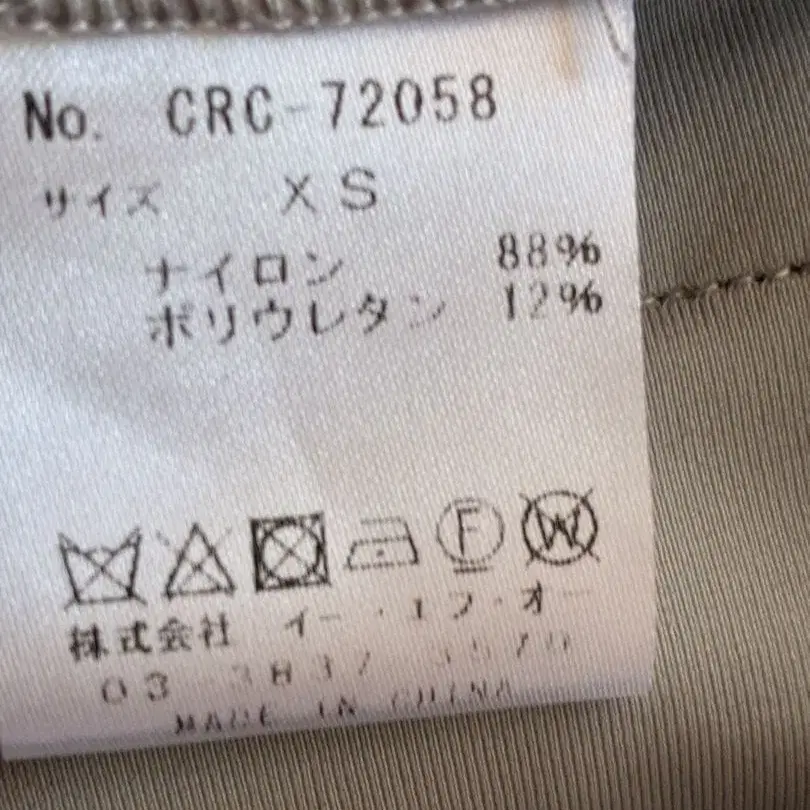 No. CRC-72058
サイズ XS
ナイロン 88%
ポリウレタン 12%
F W
株式会社 イー・エフ・オー
03
MADE IN CHINA